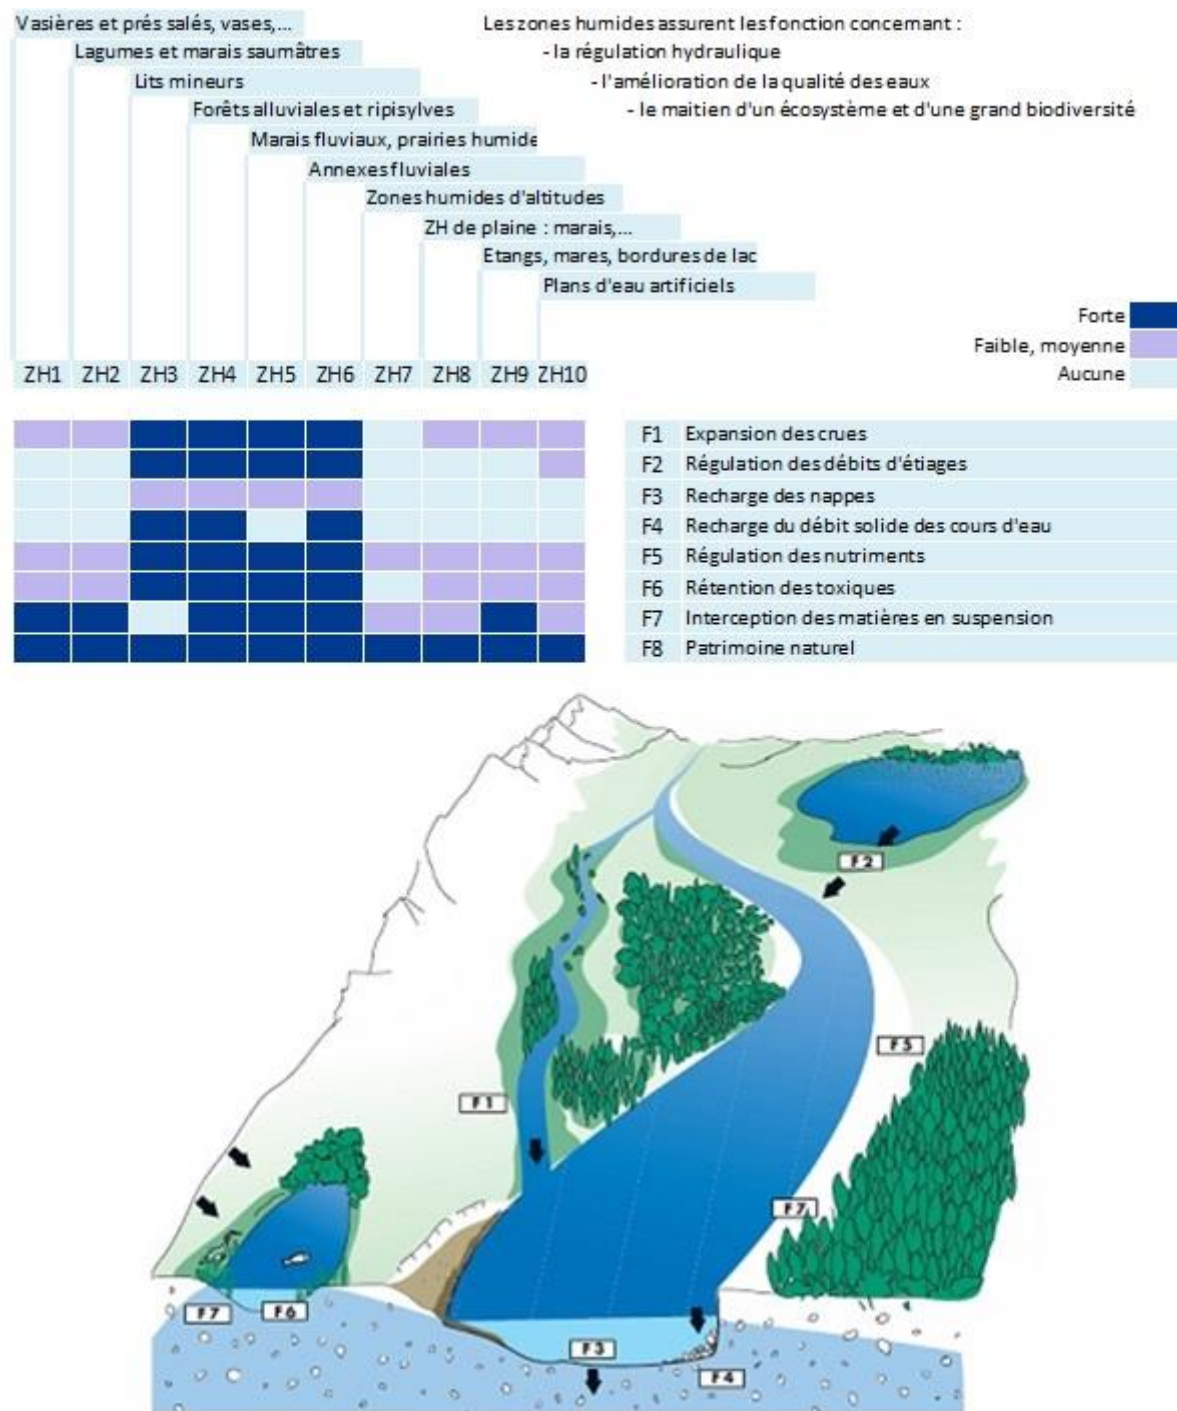 Vasières et prés salés, vases,...
Lagumes et marais saumâtres
Lits mineurs
Forêts alluviales et ripisylves
Marais fluviaux, prairies humide
Annexes fluviales
Zones humides d'altitudes
ZH de plaine : marais,...
Etangs, mares, bordures de lac
Plans d'eau artificiels
Les zones humides assurent les fonction concernant :
- la régulation hydraulique
- l'amélioration de la qualité des eaux
- le maitien d'un écosystème et d'une grand biodiversité
Forte
Faible, moyenne
Aucune
ZH1 ZH2 ZH3 ZH4 ZH5 ZH6 ZH7 ZH8 ZH9 ZH10
F1 Expansion des crues
F2 Régulation des débits d'étiages
F3 Recharge des nappes
F4 Recharge du débit solide des cours d'eau
F5 Régulation des nutriments
F6 Rétention des toxiques
F7 Interception des matières en suspension
F8 Patrimoine naturel
F2
F5
F1
F7
F7 F6
F3
F4